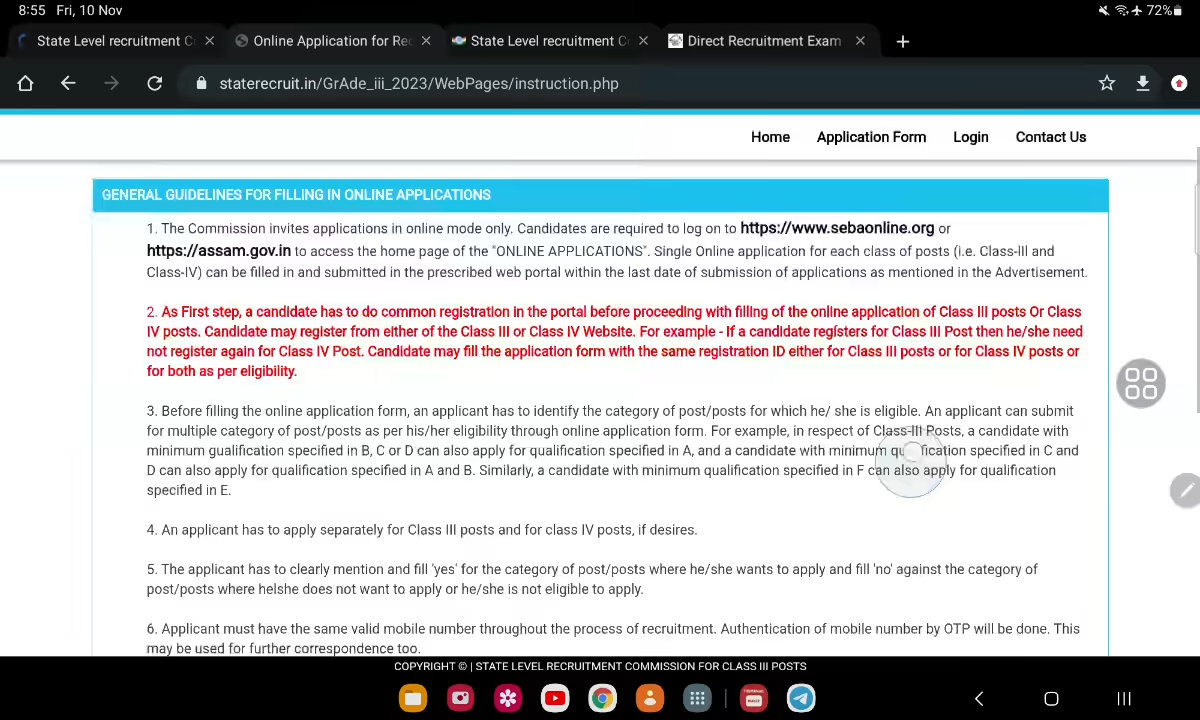 8:55 Fri, 10 Nov
72%
State Level recruitment C
Online Application for Rec
State Level recruitment C
Direct Recruitment Exam
staterecruit.in/GrAde_iii_2023/WebPages/instruction.php
Home Application Form Login Contact Us
GENERAL GUIDELINES FOR FILLING IN ONLINE APPLICATIONS
1. The Commission invites applications in online mode only. Candidates are required to log on to https://www.sebaonline.org or
https://assam.gov.in to access the home page of the "ONLINE APPLICATIONS". Single Online application for each class of posts (i.e. Class-III and
Class-IV) can be filled in and submitted in the prescribed web portal within the last date of submission of applications as mentioned in the Advertisement.
2. As First step, a candidate has to do common registration in the portal before proceeding with filling of the online application of Class III posts Or Class
IV posts. Candidate may register from either of the Class III or Class IV Website. For example - If a candidate registers for Class III Post then he/she need
not register again for Class IV Post. Candidate may fill the application form with the same registration ID either for Class III posts or for Class IV posts or
for both as per eligibility.
3. Before filling the online application form, an applicant has to identify the category of post/posts for which he/ she is eligible. An applicant can submit
for multiple category of post/posts as per his/her eligibility through online application form. For example, in respect of Class-III Posts, a candidate with
minimum gualification specified in B, C or D can also apply for qualification specified in A, and a candidate with minimum qu fication specified in C and
D can also apply for qualification specified in A and B. Similarly, a candidate with minimum qualification specified in F can also apply for qualification
specified in E.
4. An applicant has to apply separately for Class III posts and for class IV posts, if desires.
5. The applicant has to clearly mention and fill 'yes' for the category of post/posts where he/she wants to apply and fill 'no' against the category of
post/posts where helshe does not want to apply or he/she is not eligible to apply.
6. Applicant must have the same valid mobile number throughout the process of recruitment. Authentication of mobile number by OTP will be done. This
may be used for further correspondence too.
COPYRIGHT © | STATE LEVEL RECRUITMENT COMMISSION FOR CLASS III POSTS